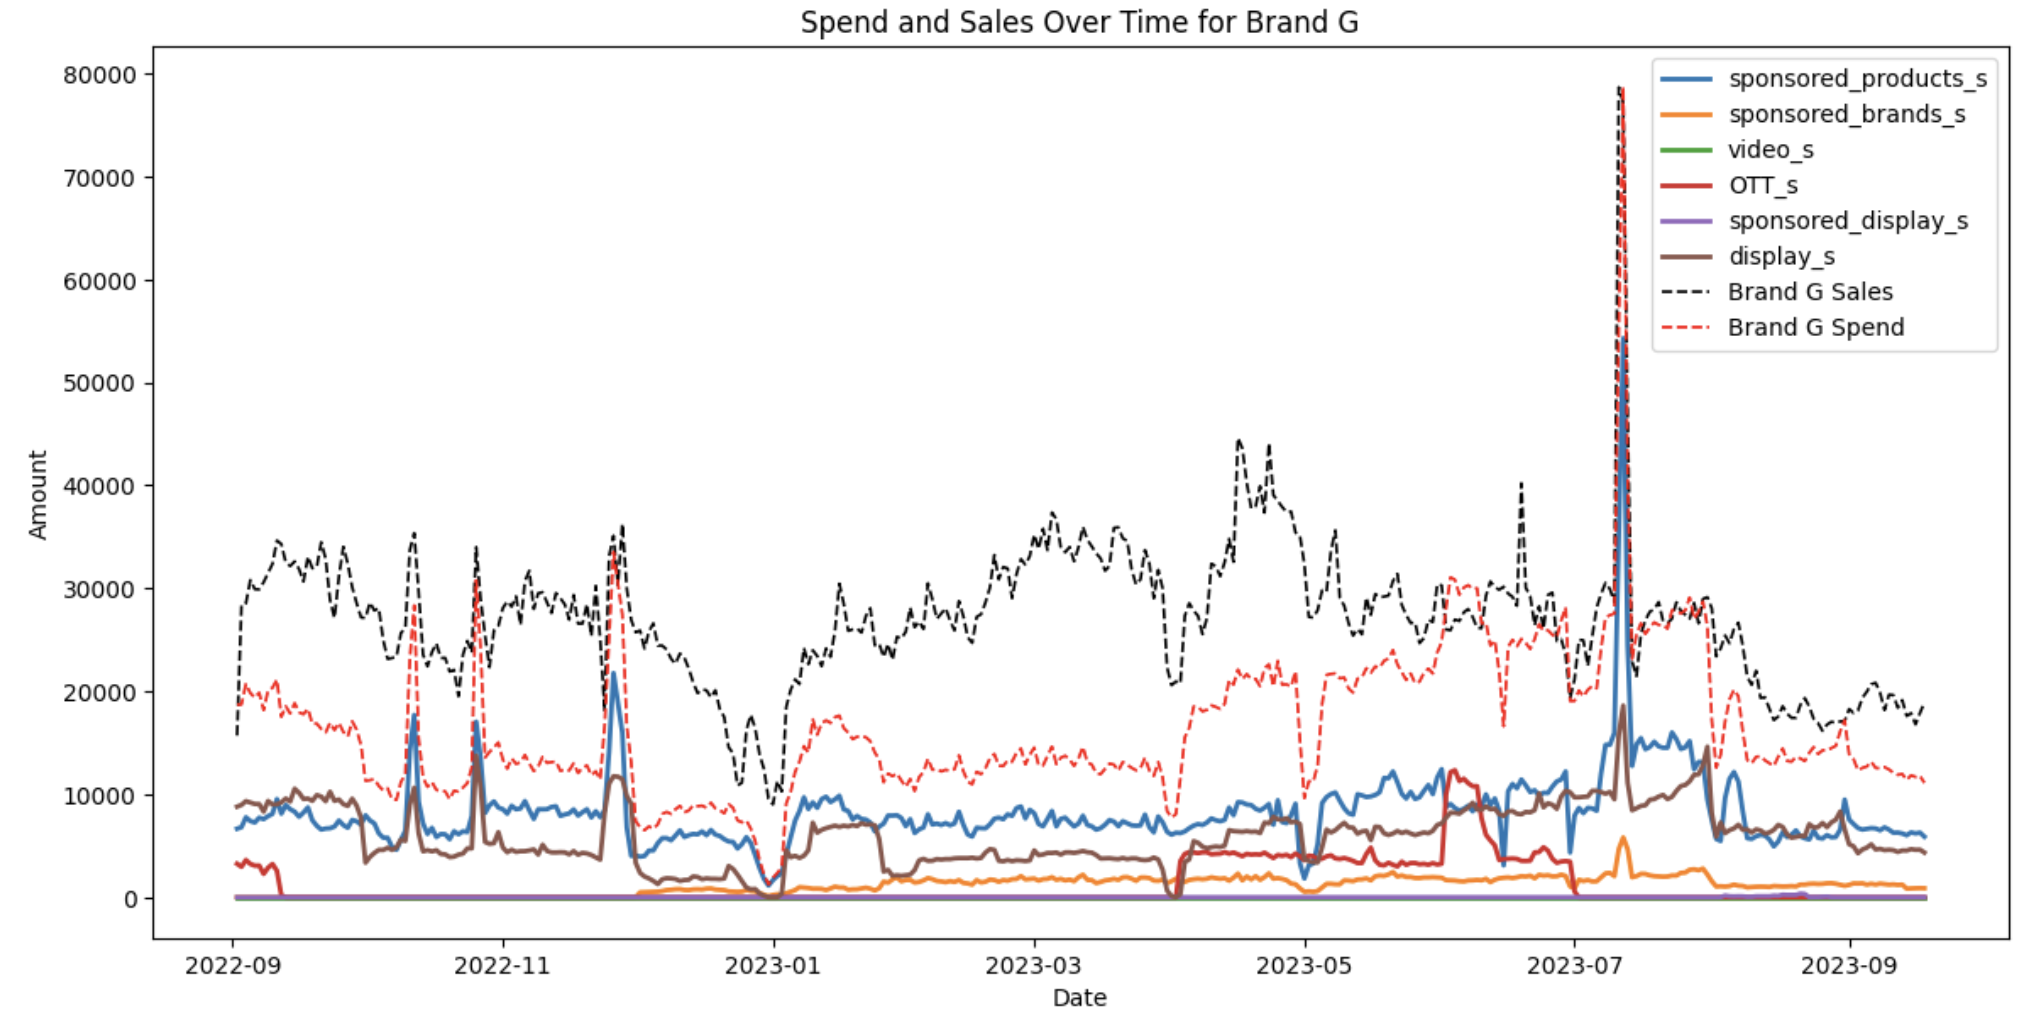 Spend and Sales Over Time for Brand G
80000
70000
60000
50000
40000
30000
20000
10000
0
Amount
sponsored_products_s
sponsored_brands_s
video_s
OTT_s
sponsored_display_s
display_s
Brand G Sales
Brand G Spend
2022-09 2022-11 2023-01 2023-03 2023-05 2023-07 2023-09
Date